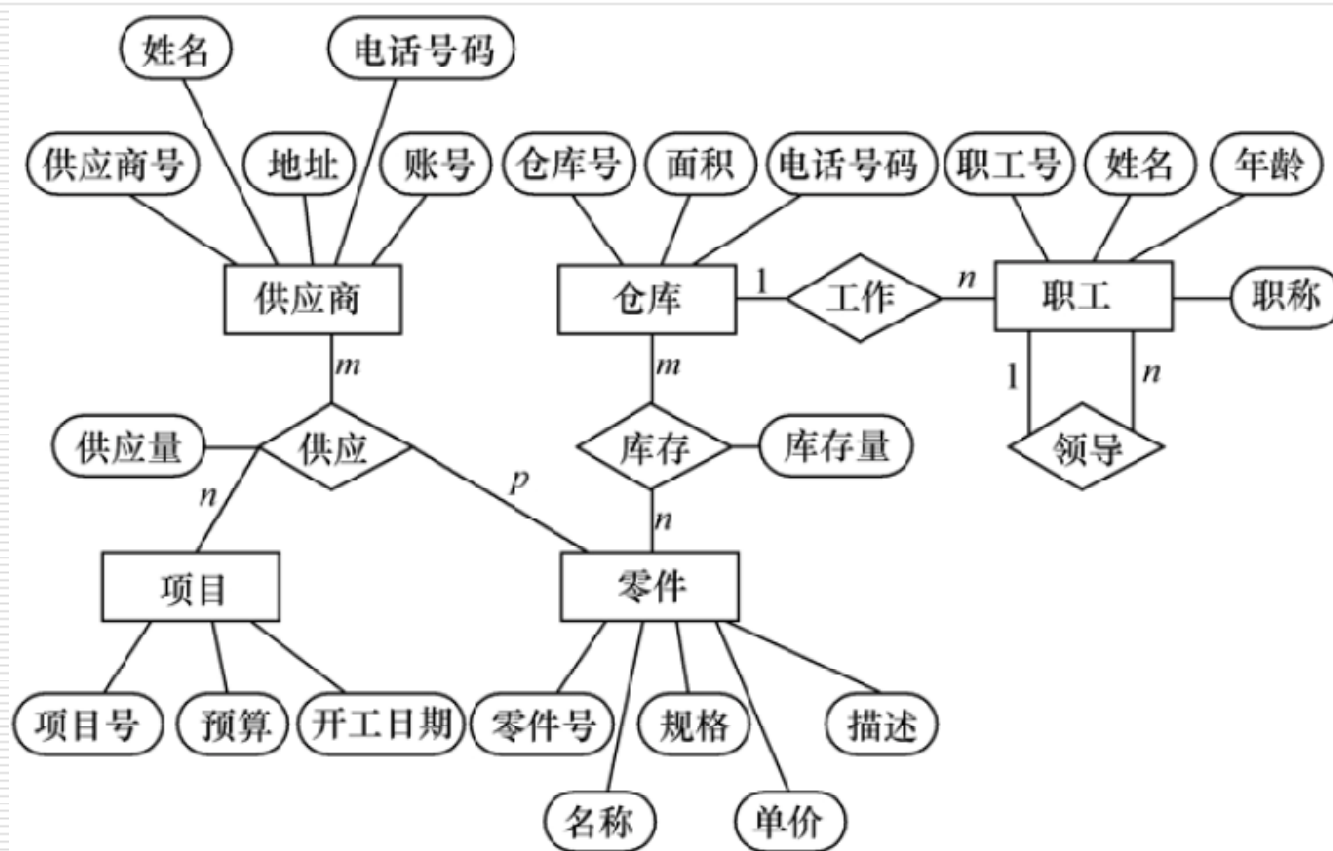 姓名
电话号码
供应商号
地址
账号
仓库号
面积
电话号码
职工号
姓名
年龄
供应商
仓库
1
工作
n
职工
职称
m
m
1
n
供应量
供应
库存
库存量
领导
n
p
n
项目
零件
项目号
预算
开工日期
零件号
规格
描述
名称
单价